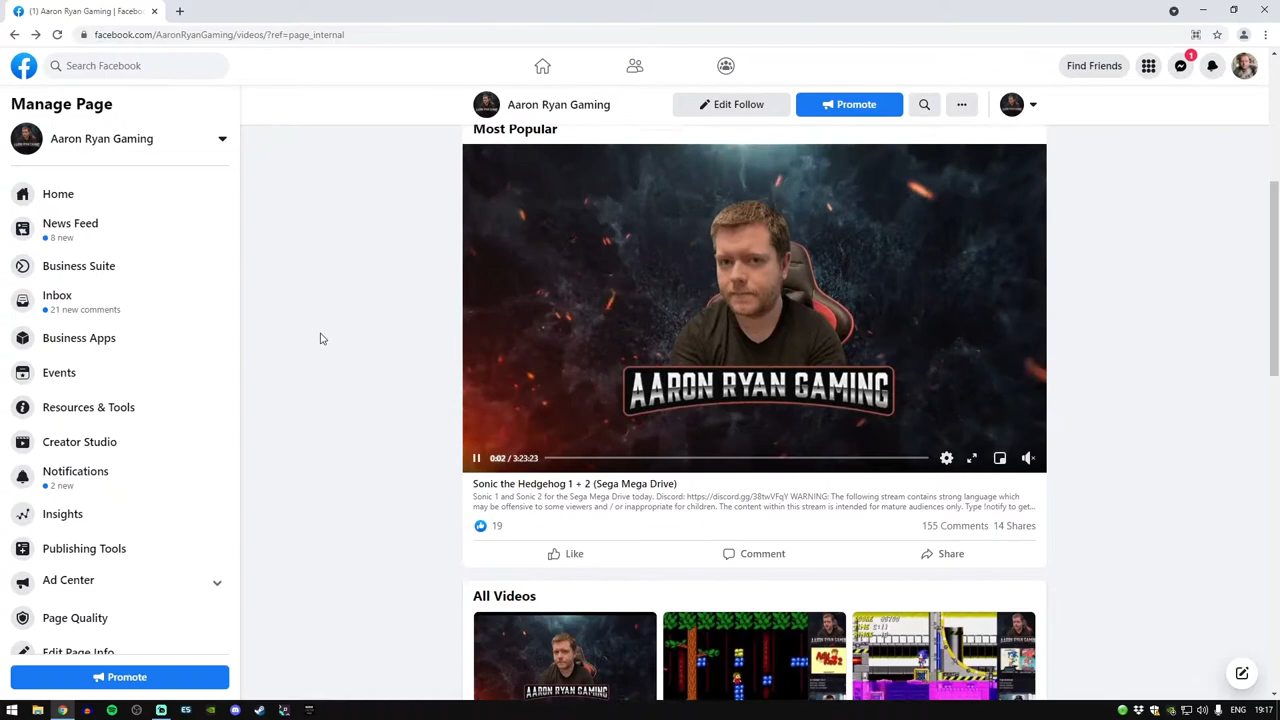 (1) Aaron Ryan Gaming | Facebo
facebook.com/AaronRyanGaming/videos/?ref=page_internal
Search Facebook
Find Friends
1
Manage Page
Aaron Ryan Gaming
Home
News Feed
8 new
Business Suite
Inbox
21 new comments
Business Apps
Events
Resources & Tools
Creator Studio
Notifications
2 new
Insights
Publishing Tools
Ad Center
Page Quality
Edit Page Info
Promote
Aaron Ryan Gaming
Edit Follow
Promote
Most Popular
AARON RYAN GAMING
0:02 / 3:23:23
Sonic the Hedgehog 1 + 2 (Sega Mega Drive)
Sonic 1 and Sonic 2 for the Sega Mega Drive today. Discord: https://discord.gg/38twVFqY WARNING: The following stream contains strong language which
may be offensive to some viewers and / or inappropriate for children. The content within this stream is intended for mature audiences only. Type !notify to get...
19
155 Comments 14 Shares
Like
Comment
Share
All Videos
AARON RYAN GAMING
ENG
19:17